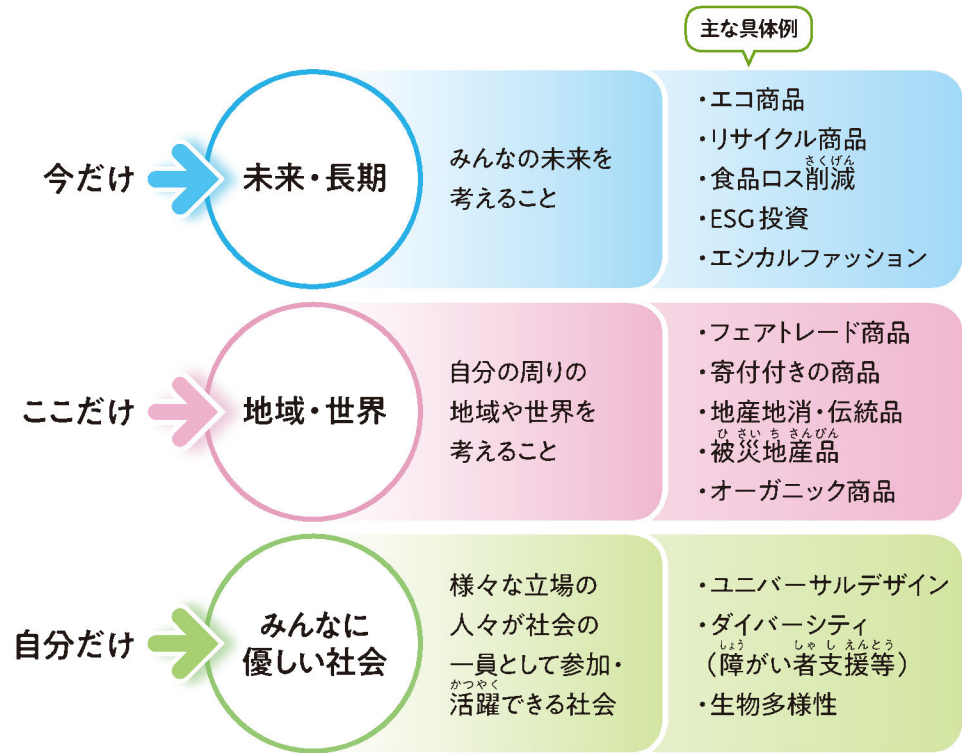 主な具体例
今だけ
未来・長期
みんなの未来を
考えること
・エコ商品
・リサイクル商品
さくげん
・食品ロス削減
・ESG投資
・エシカルファッション
ここだけ
地域・世界
自分の周りの
地域や世界を
考えること
・フェアトレード商品
・寄付付きの商品
・地産地消・伝統品
ひさいちさんぴん
・被災地産品
・オーガニック商品
自分だけ
みんなに
優しい社会
様々な立場の
人々が社会の
一員として参加・
かつやく
活躍できる社会
・ユニバーサルデザイン
・ダイバーシティ
しょう しゃ しえんとう
（障がい者支援等）
・生物多様性